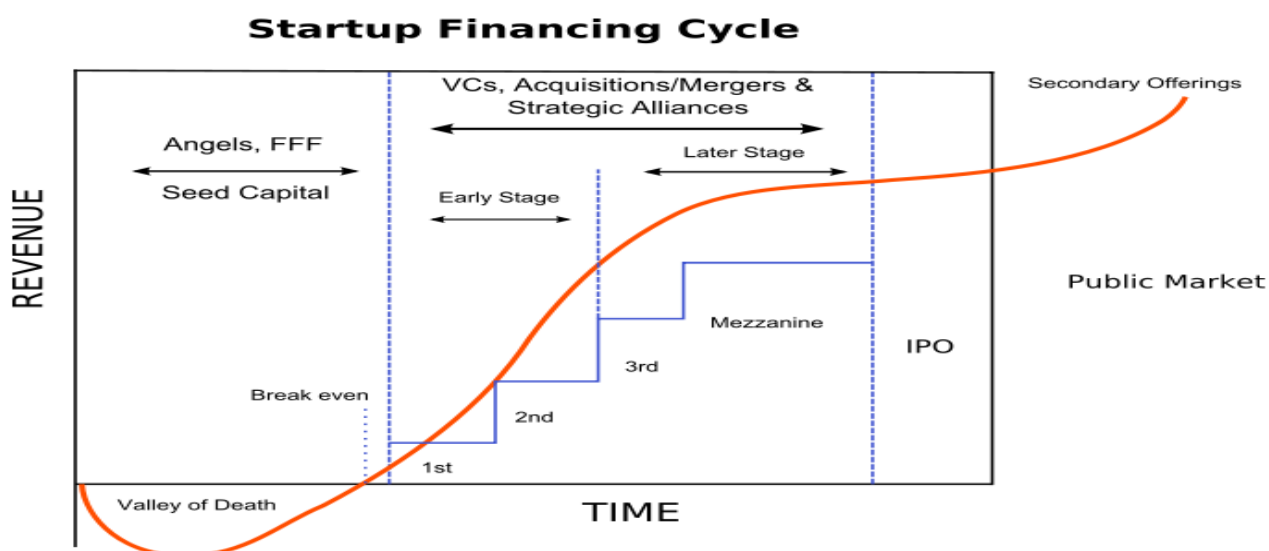 Startup Financing Cycle
VCs, Acquisitions/Mergers &
Strategic Alliances
Secondary Offerings
Angels, FFF
Seed Capital
Later Stage
Early Stage
REVENUE
Public Market
Mezzanine
IPO
3rd
Break even
2nd
1st
Valley of Death
TIME